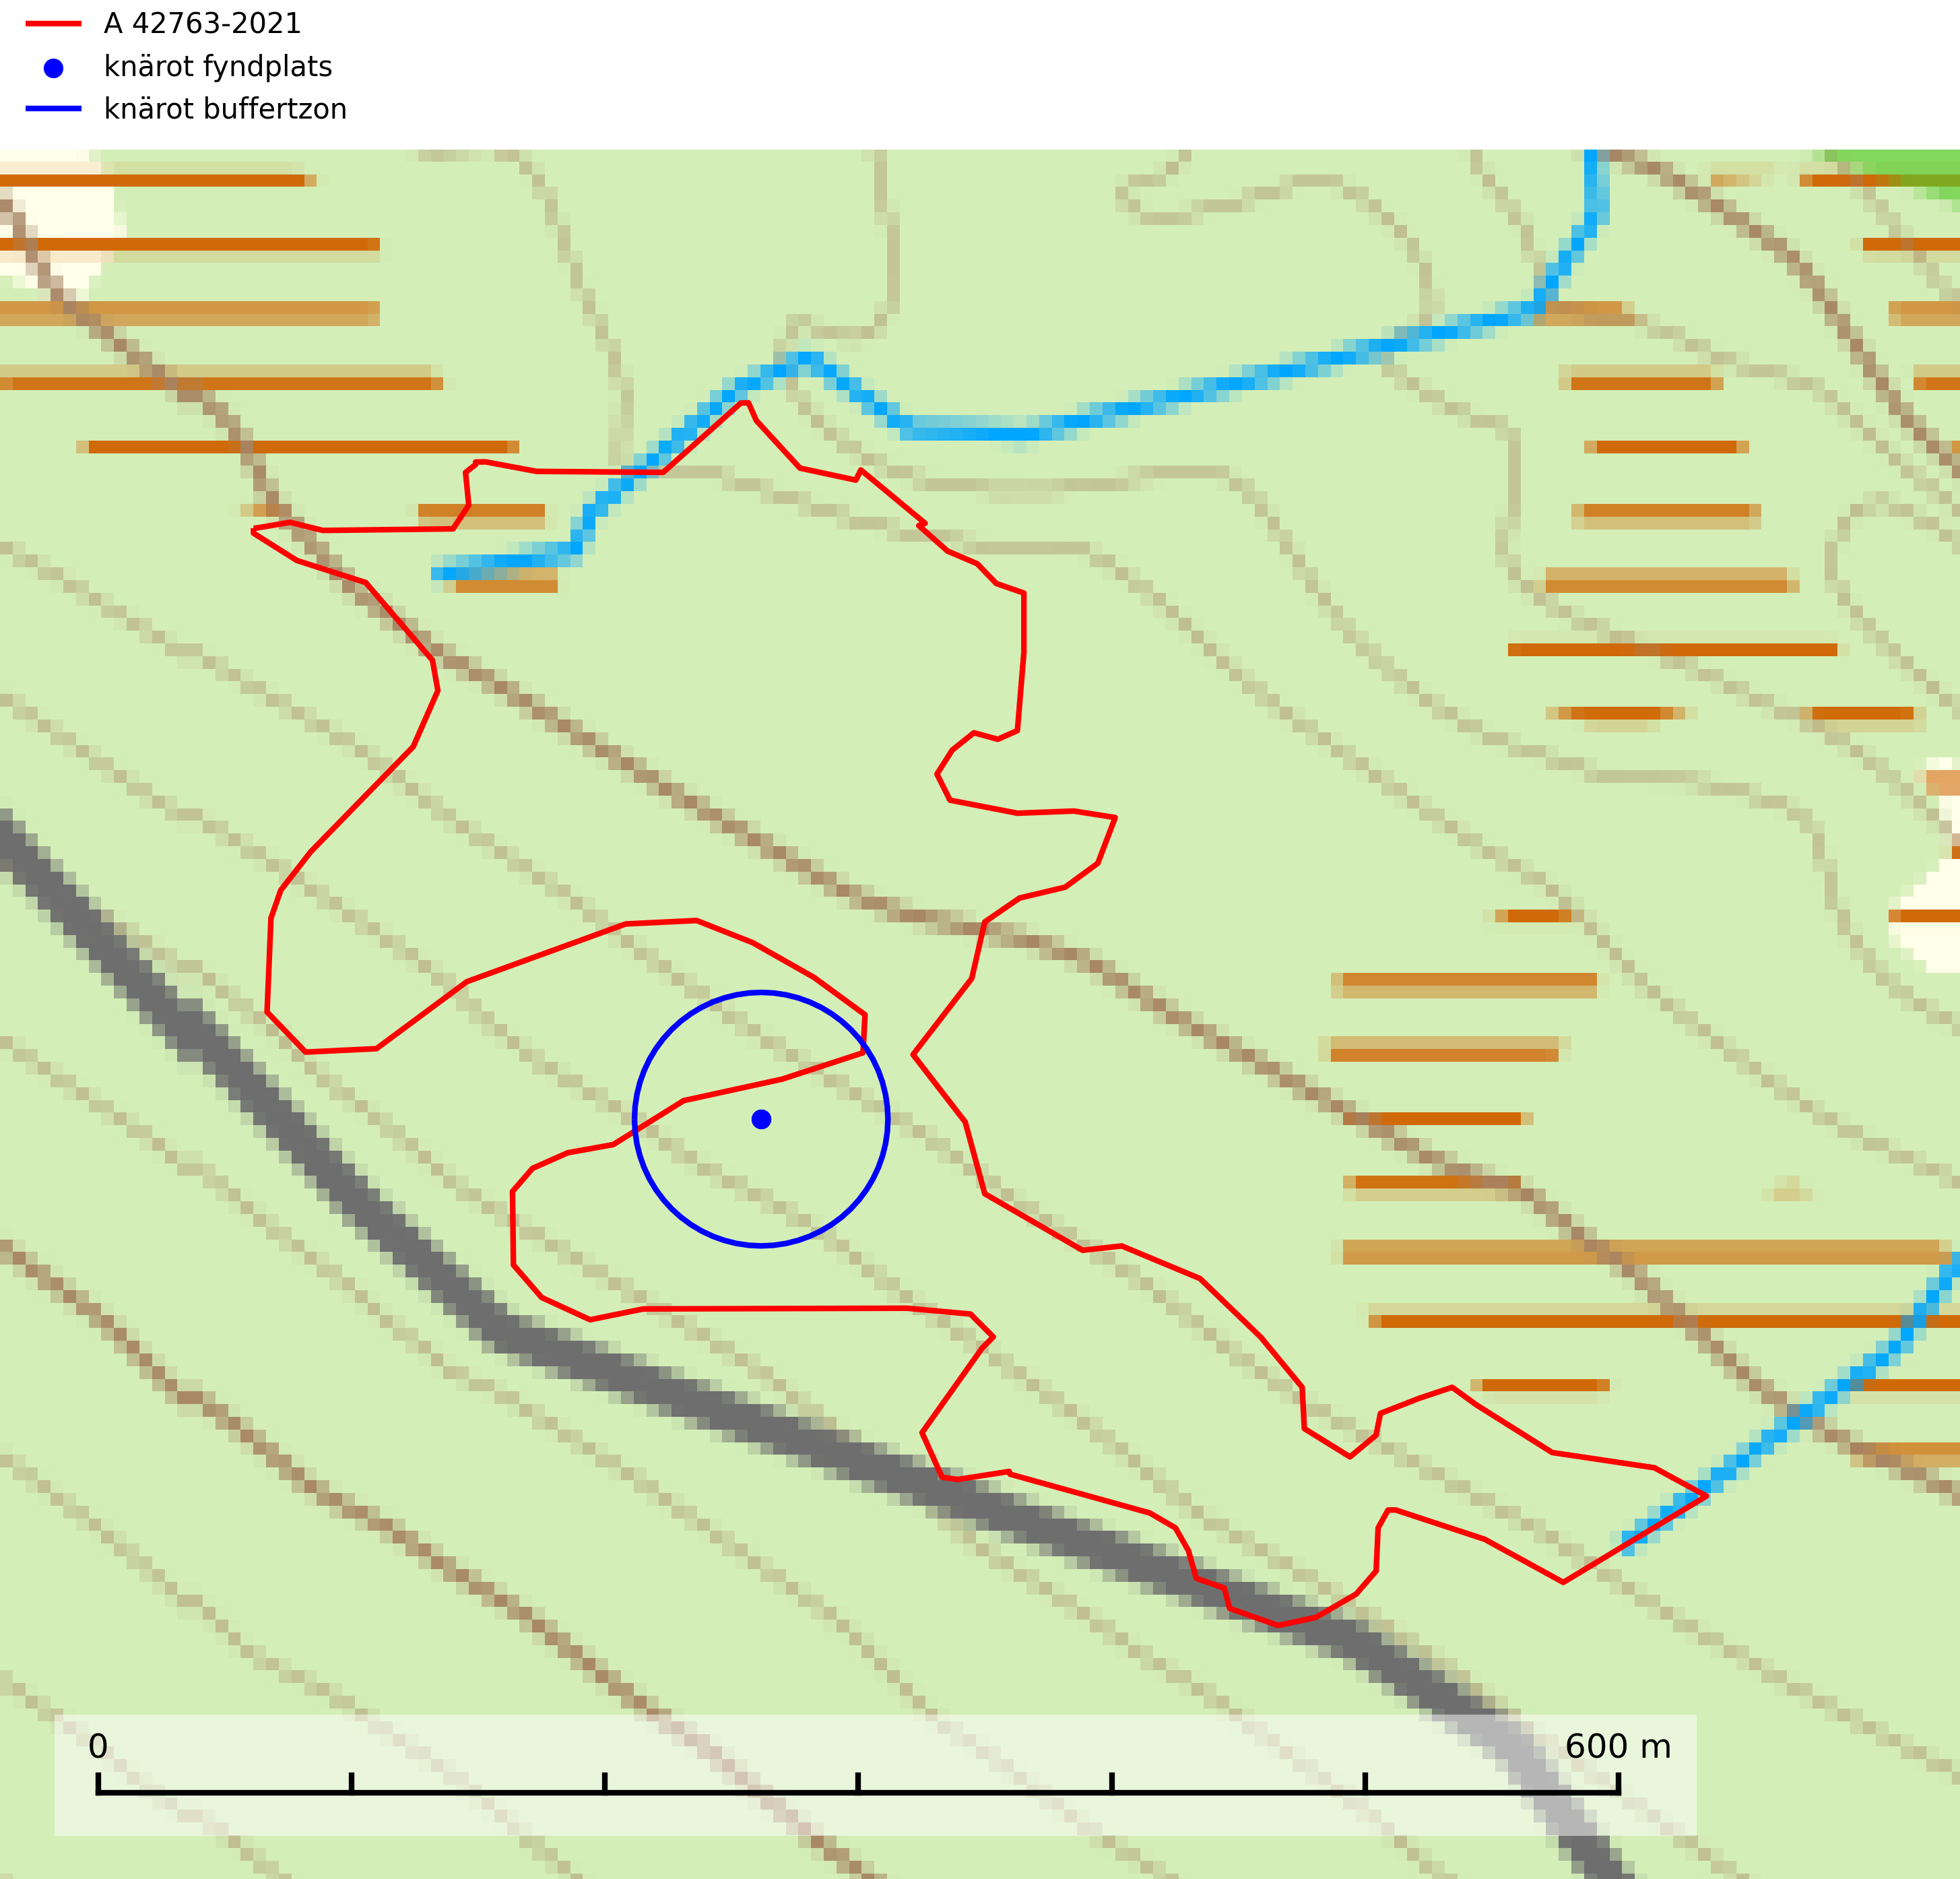 A 42763-2021
knärot fyndplats
knärot buffertzon
0
600 m